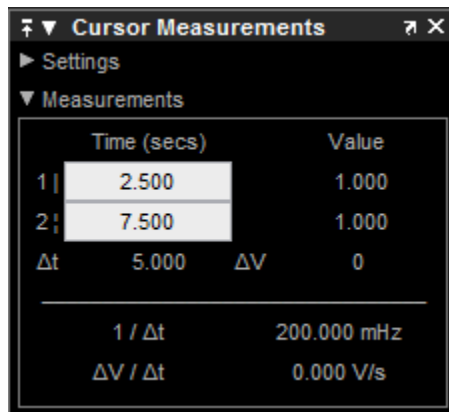 Cursor Measurements
Settings
Measurements
Time (secs) Value
1 | 2.500 1.000
2 ¦ 7.500 1.000
Δt 5.000 ΔV 0
1 / Δt 200.000 mHz
ΔV / Δt 0.000 V/s